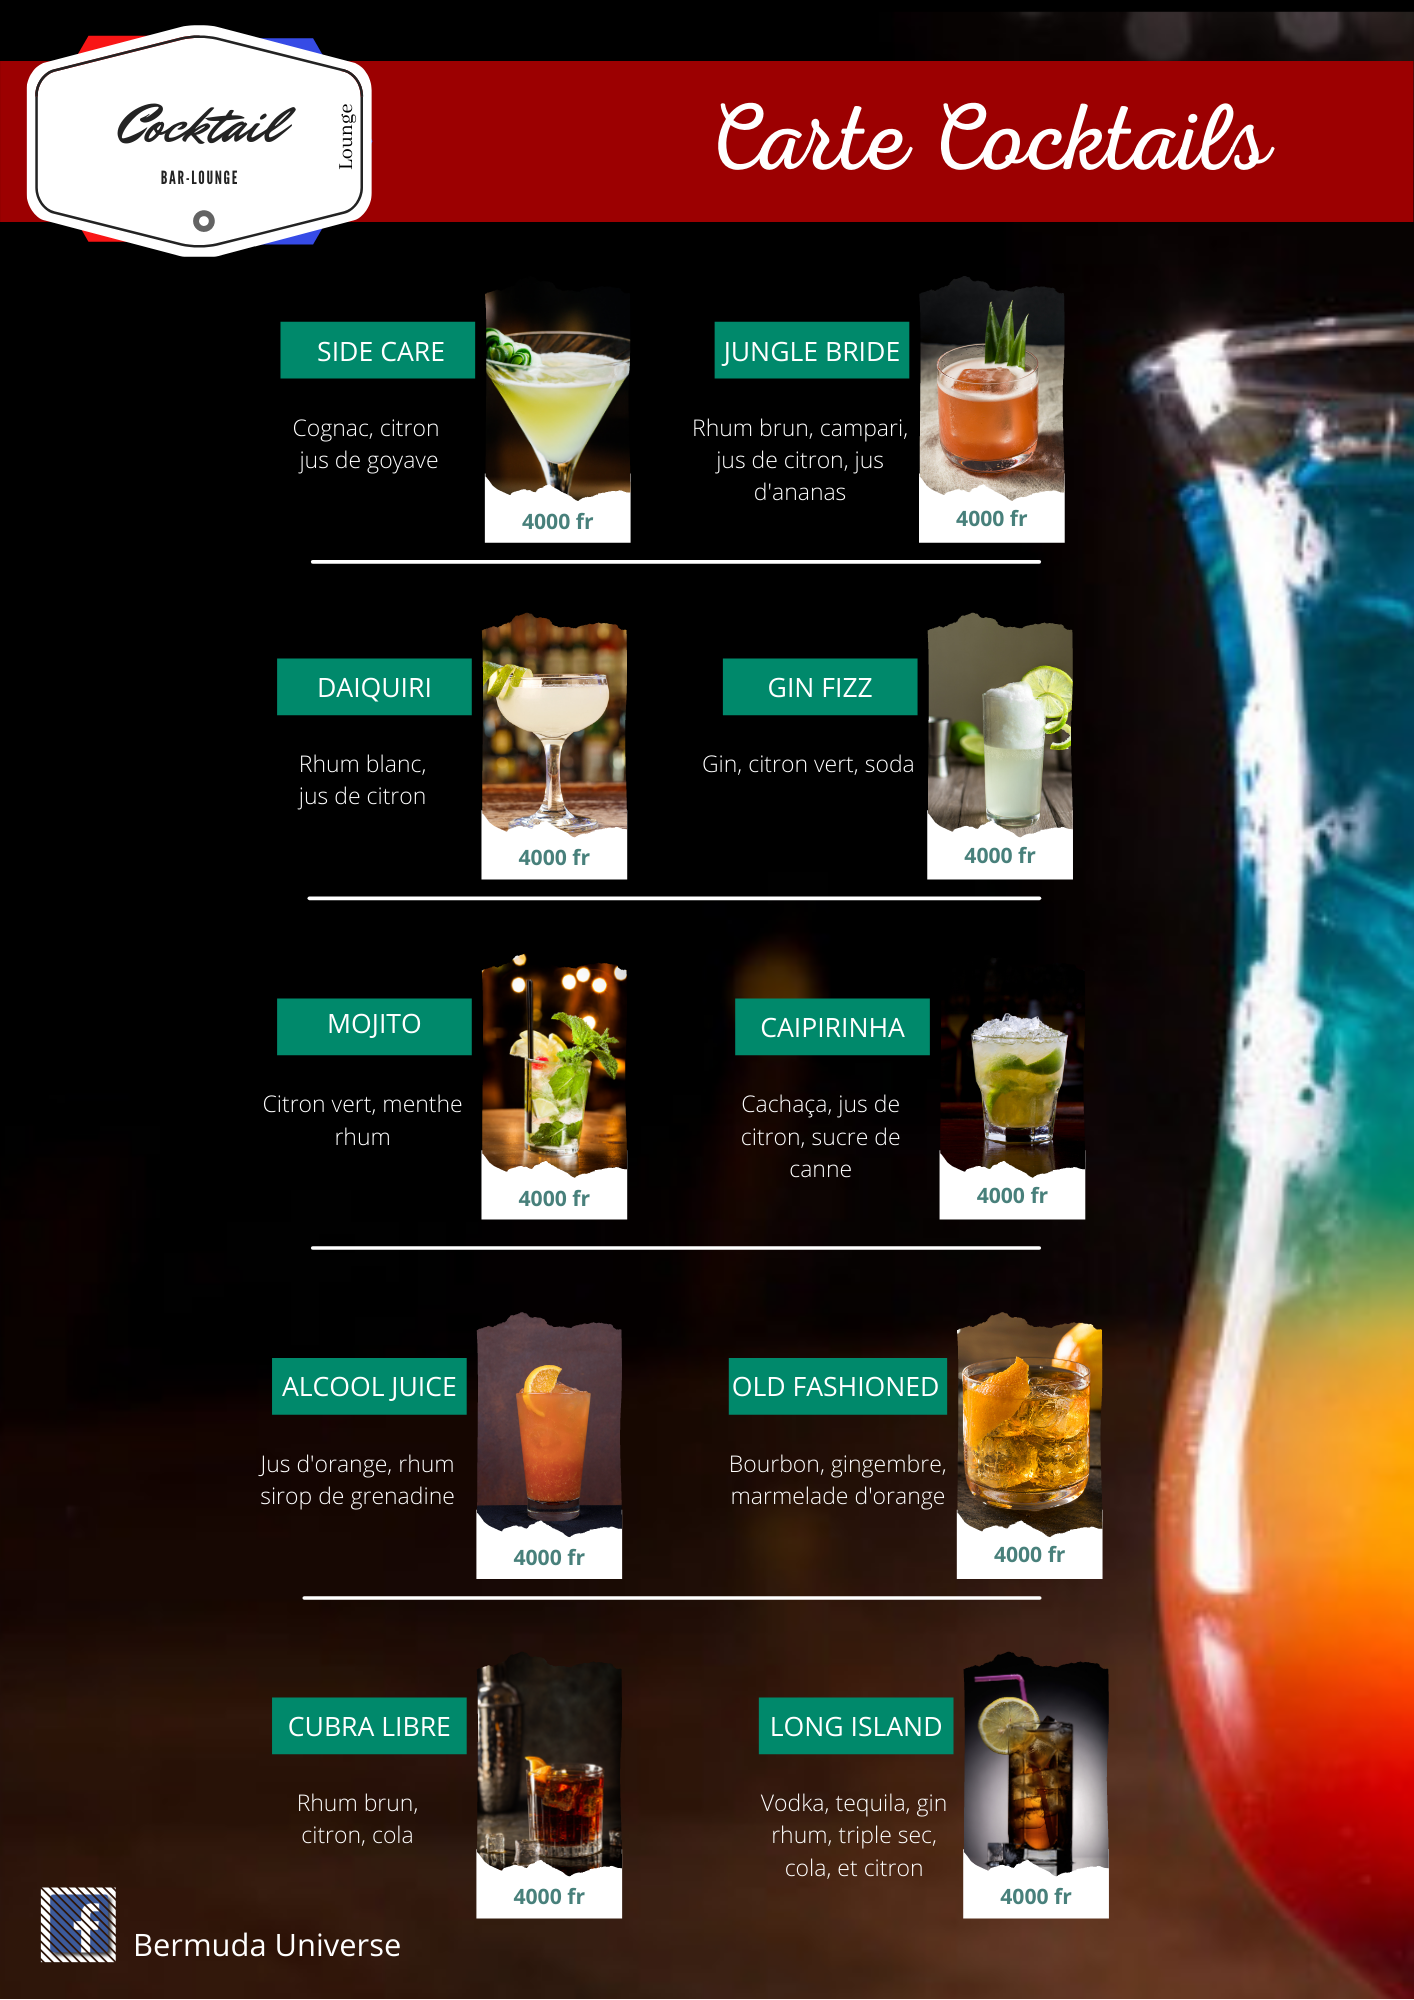 Cocktail
Lounge
BAR-LOUNGE
Carte Cocktails
SIDE CARE
Cognac, citron
jus de goyave
4000 fr
JUNGLE BRIDE
Rhum brun, campari,
jus de citron, jus
d'ananas
4000 fr
DAIQUIRI
Rhum blanc,
jus de citron
4000 fr
GIN FIZZ
Gin, citron vert, soda
4000 fr
MOJITO
Citron vert, menthe
rhum
4000 fr
CAIPIRINHA
Cachaça, jus de
citron, sucre de
canne
4000 fr
ALCOOL JUICE
Jus d'orange, rhum
sirop de grenadine
4000 fr
OLD FASHIONED
Bourbon, gingembre,
marmelade d'orange
4000 fr
CUBRA LIBRE
Rhum brun,
citron, cola
4000 fr
LONG ISLAND
Vodka, tequila, gin
rhum, triple sec,
cola, et citron
4000 fr
f
Bermuda Universe